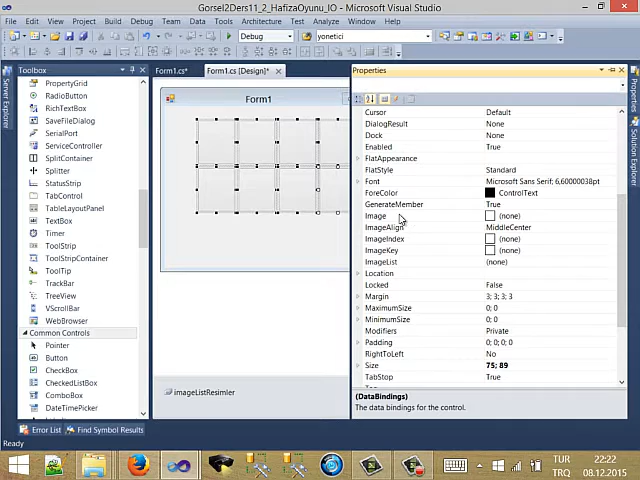 Gorsel2Ders11_2_HafizaOyunu_IO - Microsoft Visual Studio
File Edit View Project Build Debug Team Data Tools Architecture Test Analyze Window Help
Debug yonetici
Toolbox
Form1.cs* Form1.cs [Design]*
Properties
Server Explorer
Properties
Solution Explorer
PropertyGrid
RadioButton
RichTextBox
SaveFileDialog
SerialPort
ServiceController
SplitContainer
Splitter
StatusStrip
TabControl
TableLayoutPanel
TextBox
Timer
ToolStrip
ToolStripContainer
ToolTip
TrackBar
TreeView
VScrollBar
WebBrowser
Common Controls
Pointer
Button
CheckBox
CheckedListBox
ComboBox
DateTimePicker
Form1
imageListResimler
Cursor Default
DialogResult None
Dock None
Enabled True
FlatAppearance
FlatStyle Standard
Font Microsoft Sans Serif; 6,60000038pt
ForeColor ControlText
GenerateMember True
Image (none)
ImageAlign MiddleCenter
ImageIndex (none)
ImageKey (none)
ImageList (none)
Location
Locked False
Margin 3; 3; 3; 3
MaximumSize 0; 0
MinimumSize 0; 0
Modifiers Private
Padding 0; 0; 0; 0
RightToLeft No
Size 75; 89
TabStop True
(DataBindings)
The data bindings for the control.
Error List Find Symbol Results
Ready
TUR 22:22
TRQ 08.12.2015